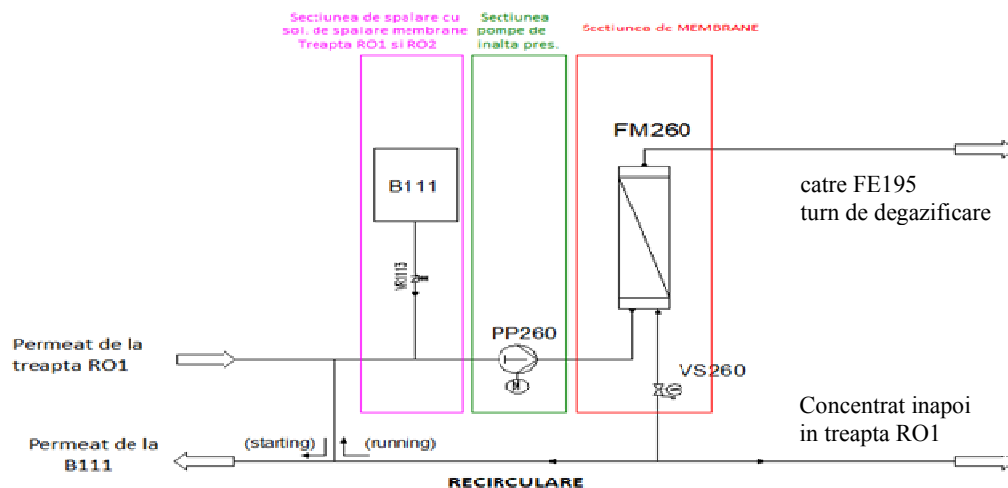 Sectiunea de spalare cu
sol. de spalare membrane
Treapta RO1 si RO2
Sectiunea
pompe de
inalta pres.
Sectiunea de MEMBRANE
FM260
B111
catre FE195
turn de degazificare
VR1113
PP260
Permeat de la
treapta RO1
VS260
M
Concentrat inapoi
in treapta RO1
(starting)
(running)
Permeat de la
B111
RECIRCULARE